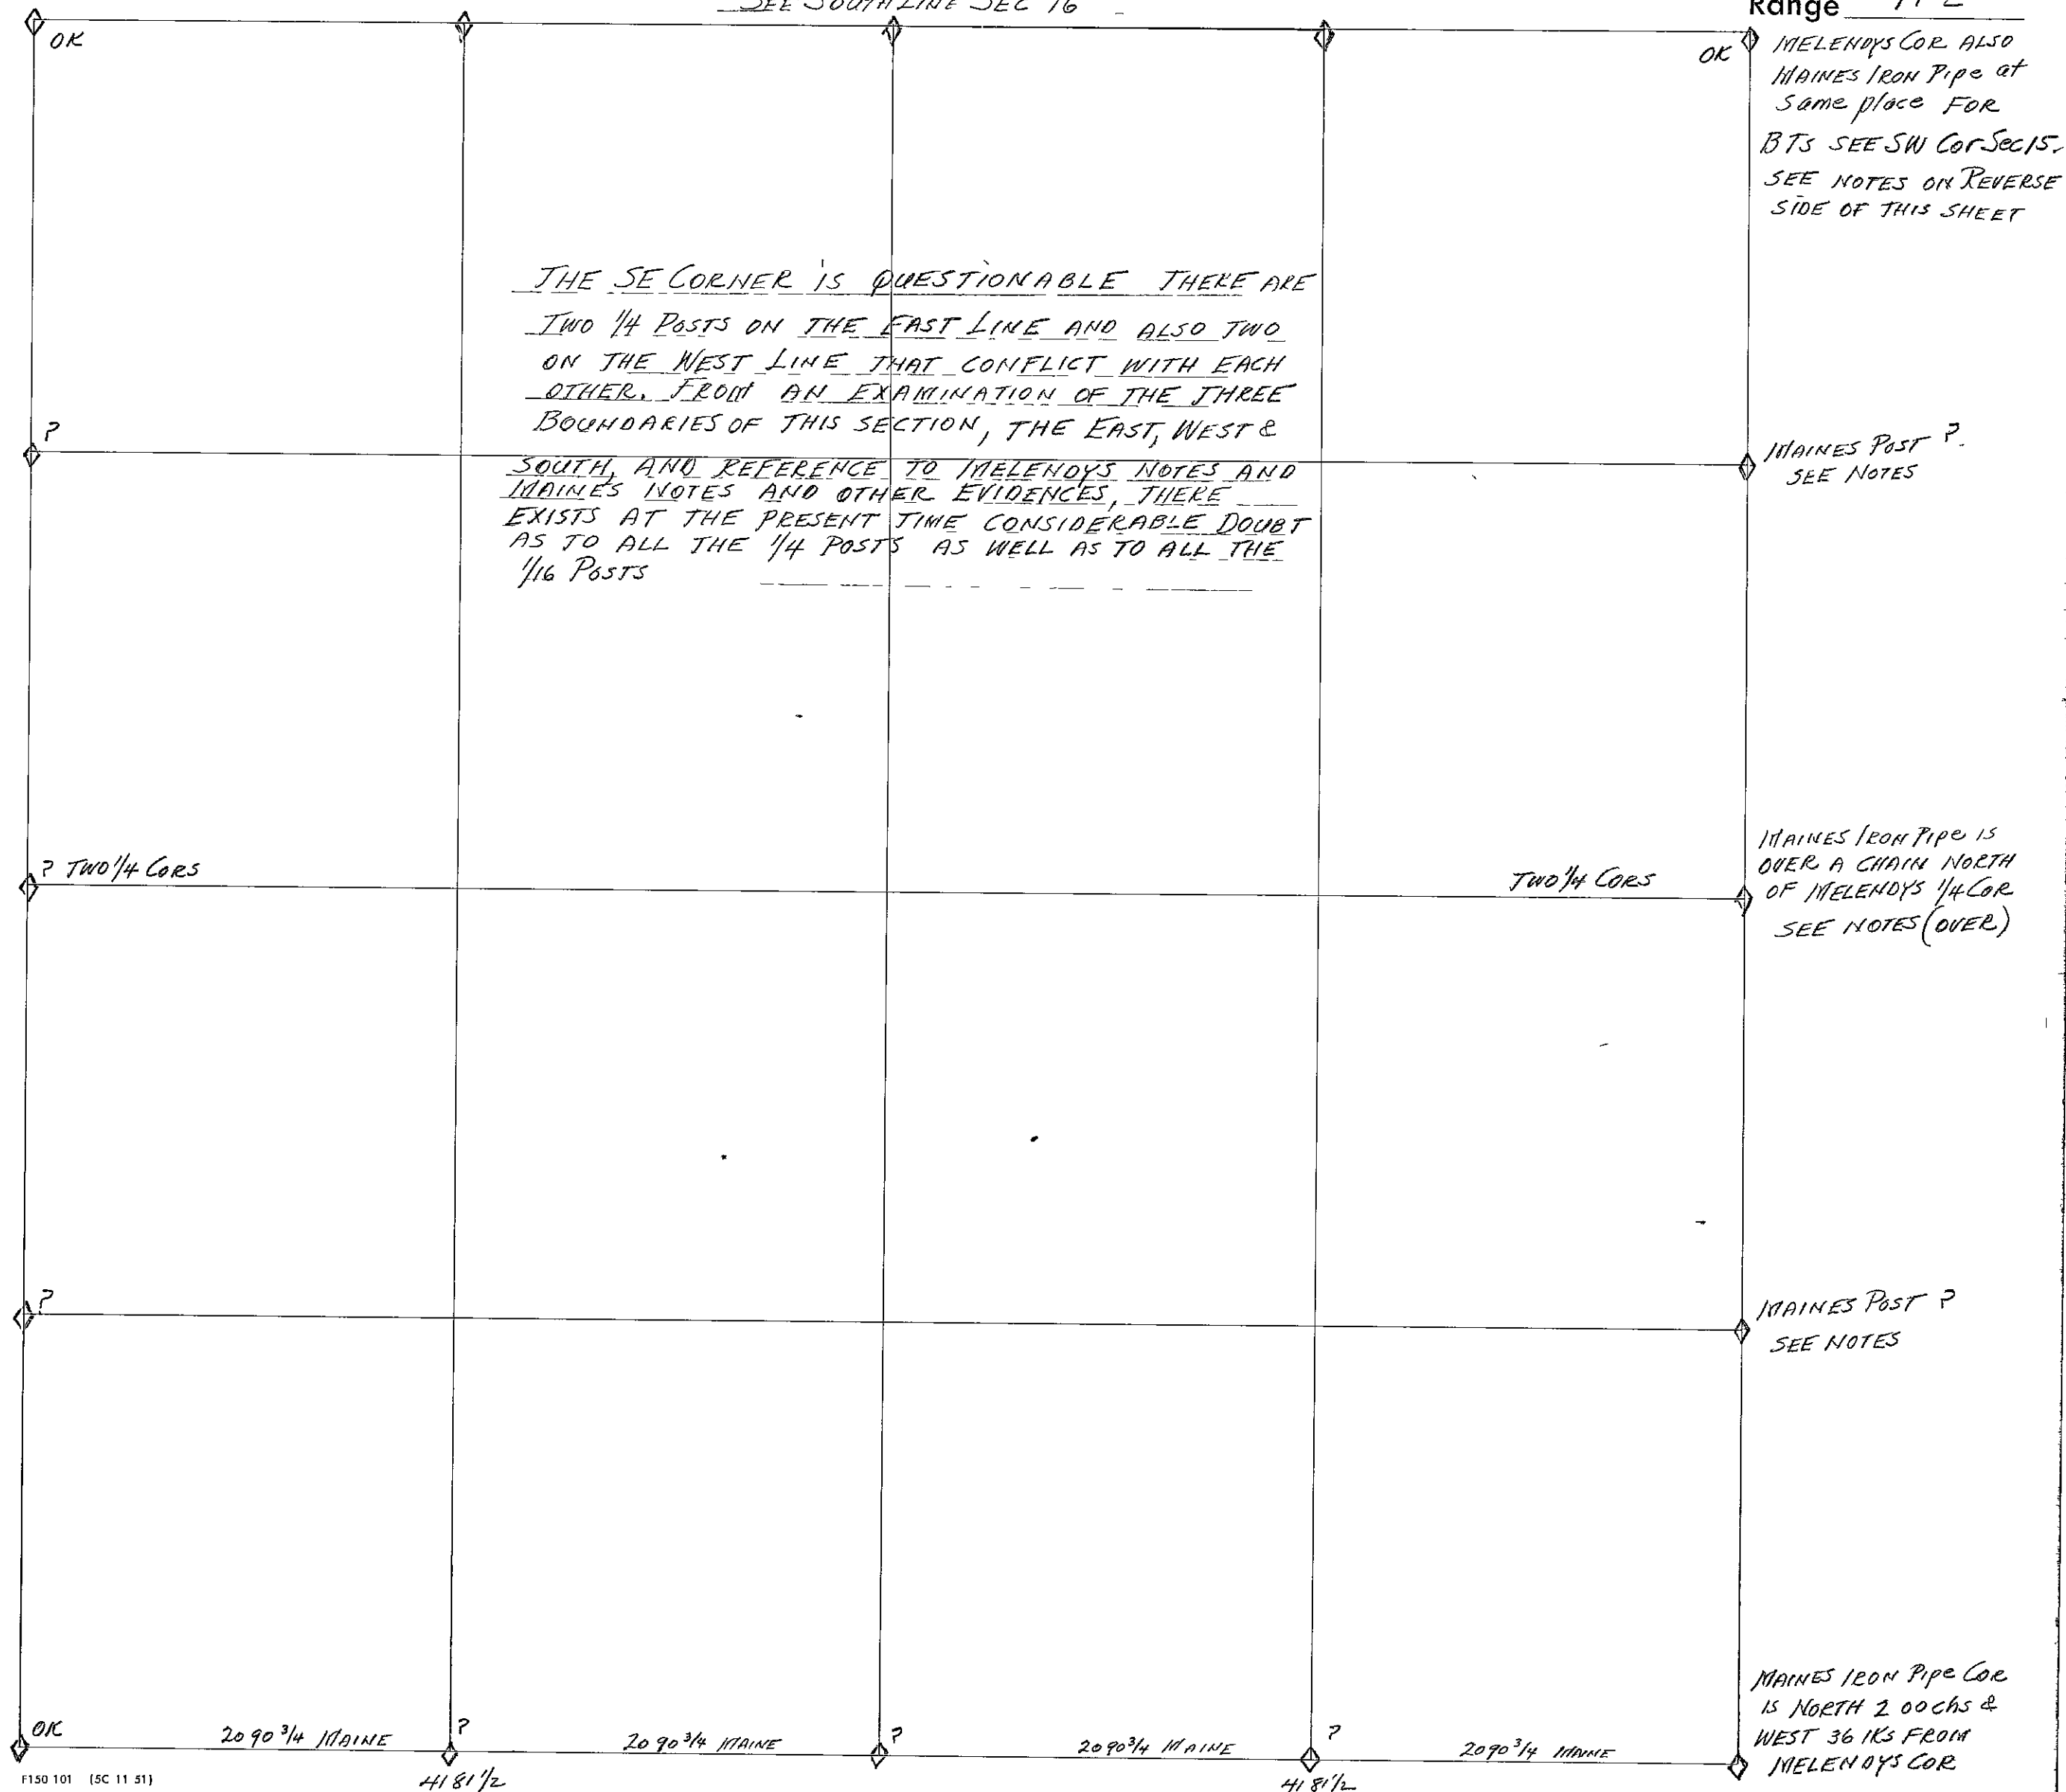 SEE SOUTH LINE SEC 16
Range
OK
OK
MELENDYS COR ALSO
MAINES IRON Pipe at
Same place FOR
BTs SEE SW Cor Sec 15.
SEE NOTES ON REVERSE
SIDE OF THIS SHEET
THE SE CORNER is QUESTIONABLE THERE ARE
TWO 1/4 POSTS ON THE EAST LINE AND ALSO TWO
ON THE WEST LINE THAT CONFLICT WITH EACH
OTHER. FROM AN EXAMINATION OF THE THREE
BOUNDARIES OF THIS SECTION, THE EAST, WEST &
SOUTH, AND REFERENCE TO MELENDYS NOTES AND
MAINES NOTES AND OTHER EVIDENCES, THERE
EXISTS AT THE PRESENT TIME CONSIDERABLE DOUBT
AS TO ALL THE 1/4 POSTS AS WELL AS TO ALL THE
1/16 POSTS
?
MAINES POST ?
SEE NOTES
? TWO 1/4 CORS
TWO 1/4 CORS
MAINES IRON Pipe IS
OVER A CHAIN NORTH
OF MELENDYS 1/4 COR
SEE NOTES (OVER)
?
MAINES POST ?
SEE NOTES
MAINES IRON Pipe COR
IS NORTH 2 00 chs &
WEST 36 lKs FROM
MELENDYS COR
OK
2090 3/4 MAINE
?
2090 3/4 MAINE
?
2090 3/4 MAINE
?
2090 3/4 MAINE
F150 101 (5C 11 51)
41 81 1/2
41 81 1/2